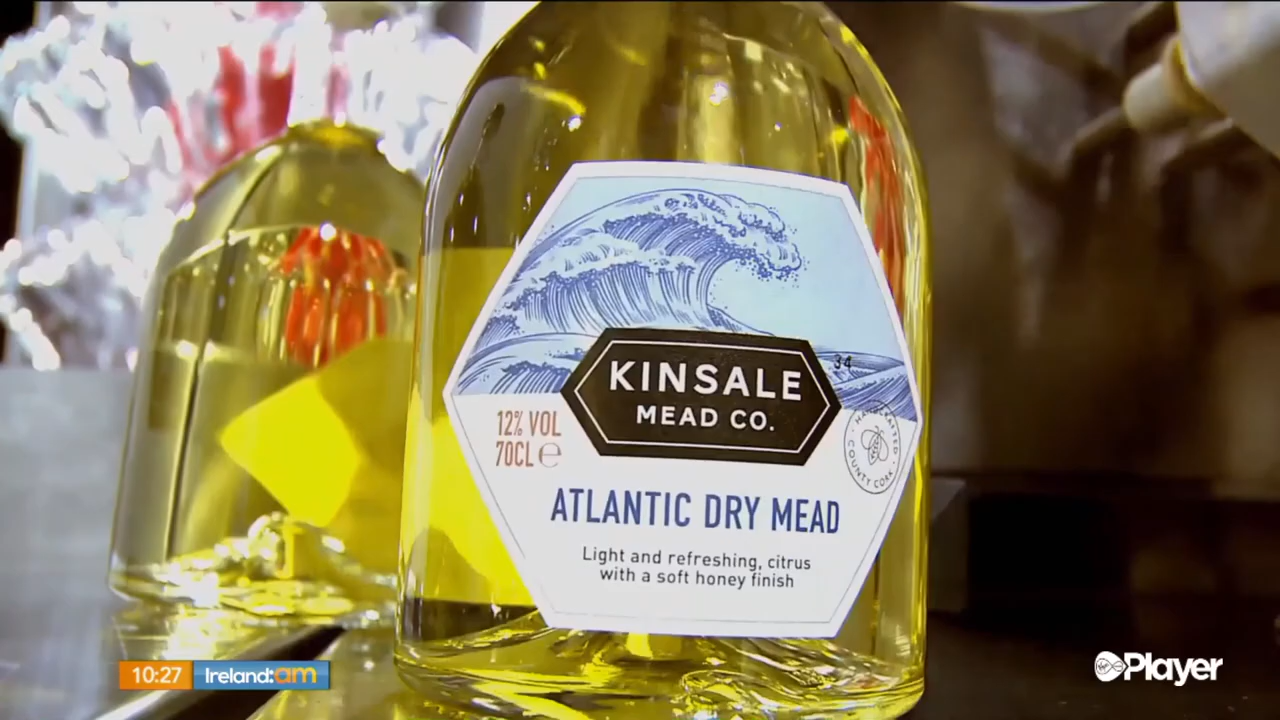 34
KINSALE
MEAD CO.
12% VOL
70CL ℮
HANDCRAFTED
COUNTY CORK
ATLANTIC DRY MEAD
Light and refreshing, citrus
with a soft honey finish
10:27 Ireland:am
Player